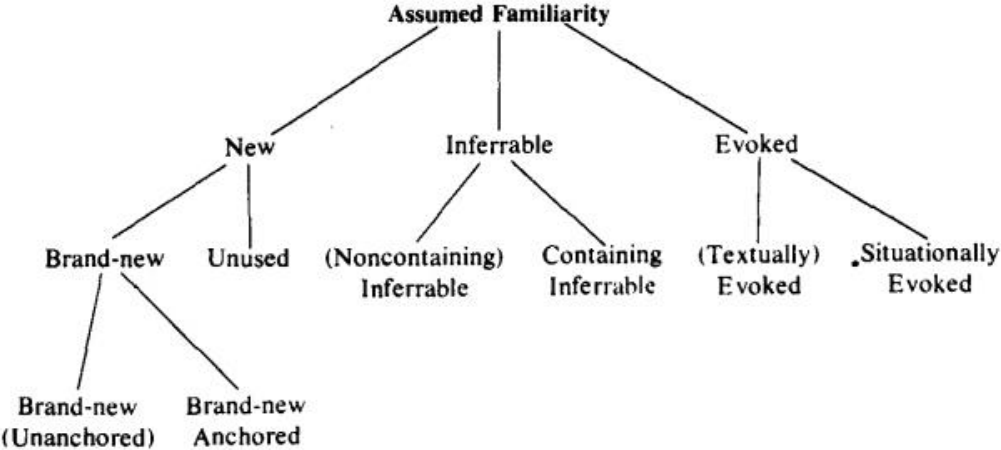 Assumed Familiarity
New
Inferrable
Evoked
Brand-new
Unused
(Noncontaining)
Inferrable
Containing
Inferrable
(Textually)
Evoked
Situationally
Evoked
Brand-new
(Unanchored)
Brand-new
Anchored